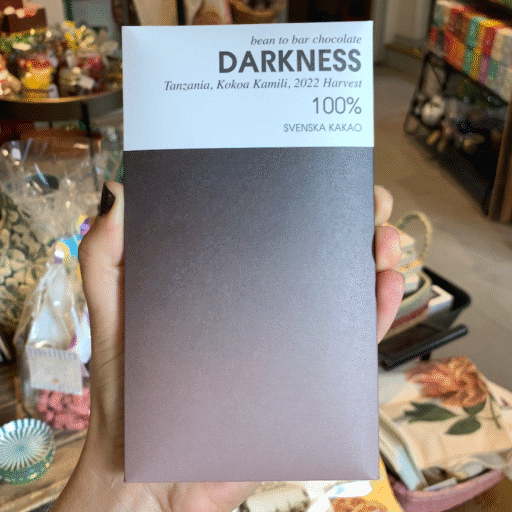 bean to bar chocolate
DARKNESS
Tanzania, Kokoa Kamili, 2022 Harvest
100%
SVENSKA KAKAO